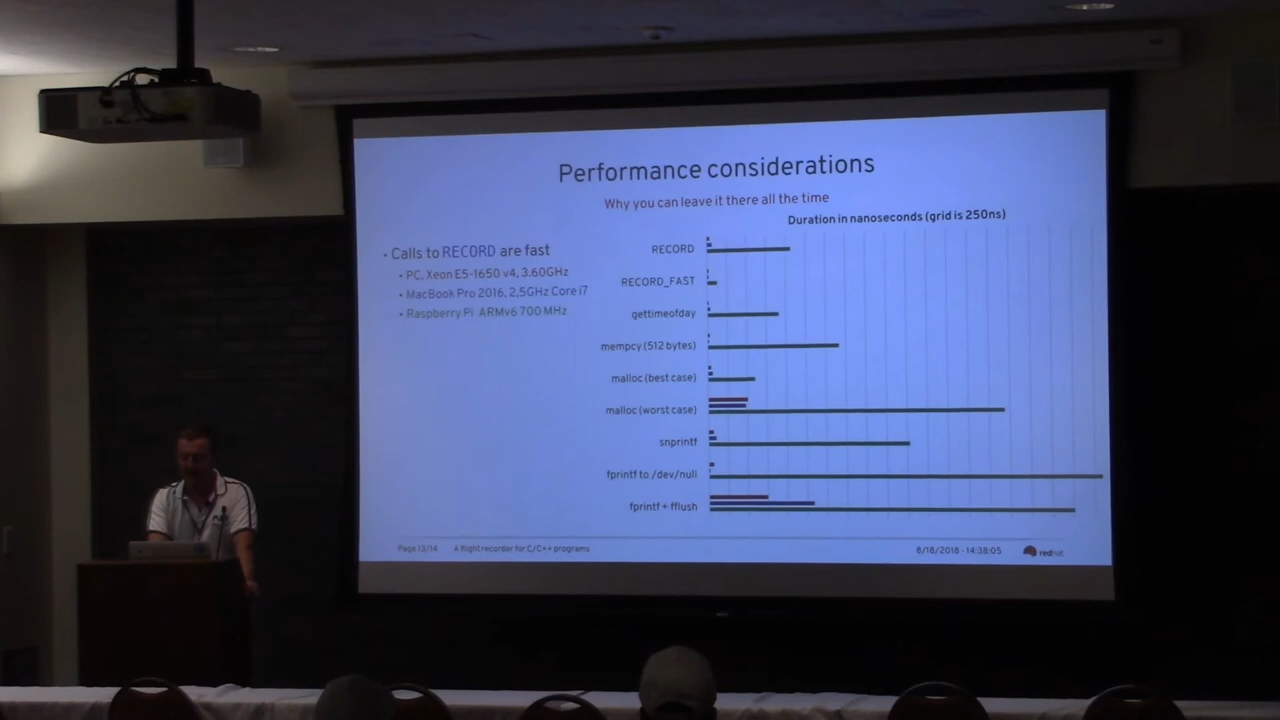 Performance considerations
Why you can leave it there all the time
Duration in nanoseconds (grid is 250ns)
• Calls to RECORD are fast
• PC, Xeon E5-1650 v4, 3.60GHz
• MacBook Pro 2016, 2,5GHz Core i7
• Raspberry Pi ARMv6 700 MHz
RECORD
RECORD_FAST
gettimeofday
mempcy (512 bytes)
malloc (best case)
malloc (worst case)
snprintf
fprintf to /dev/null
fprintf + fflush
Page 13/14 A flight recorder for C/C++ programs 8/18/2018 - 14:38:05 redhat